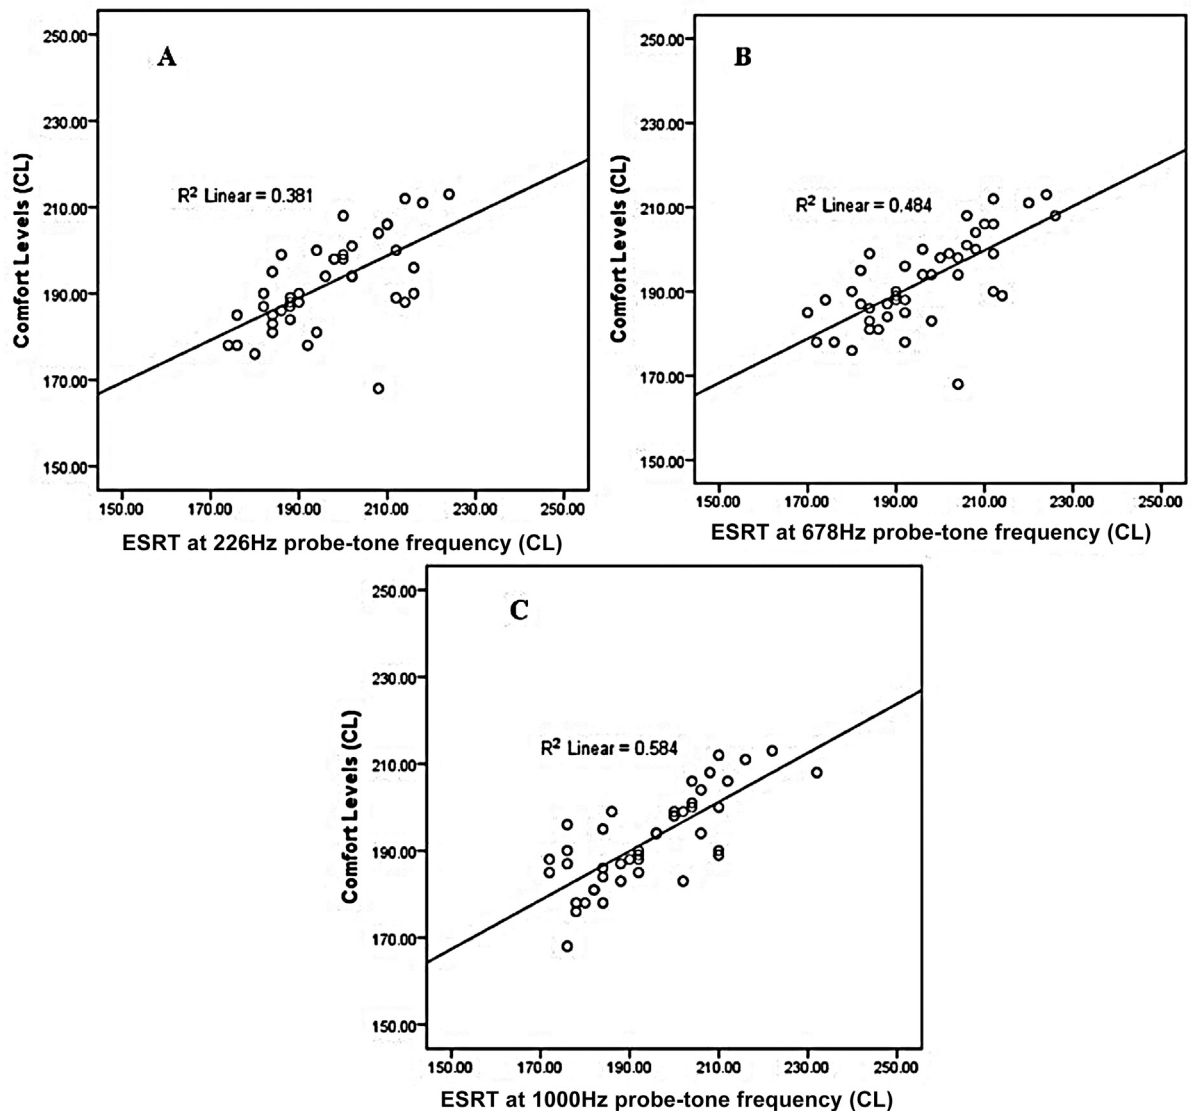 A
250.00
230.00
210.00
190.00
170.00
150.00
Comfort Levels (CL)
R² Linear = 0.381
150.00 170.00 190.00 210.00 230.00 250.00
ESRT at 226Hz probe-tone frequency (CL)
B
250.00
230.00
210.00
190.00
170.00
150.00
Comfort Levels (CL)
R² Linear = 0.484
150.00 170.00 190.00 210.00 230.00 250.00
ESRT at 678Hz probe-tone frequency (CL)
C
250.00
230.00
210.00
190.00
170.00
150.00
Comfort Levels (CL)
R² Linear = 0.584
150.00 170.00 190.00 210.00 230.00 250.00
ESRT at 1000Hz probe-tone frequency (CL)